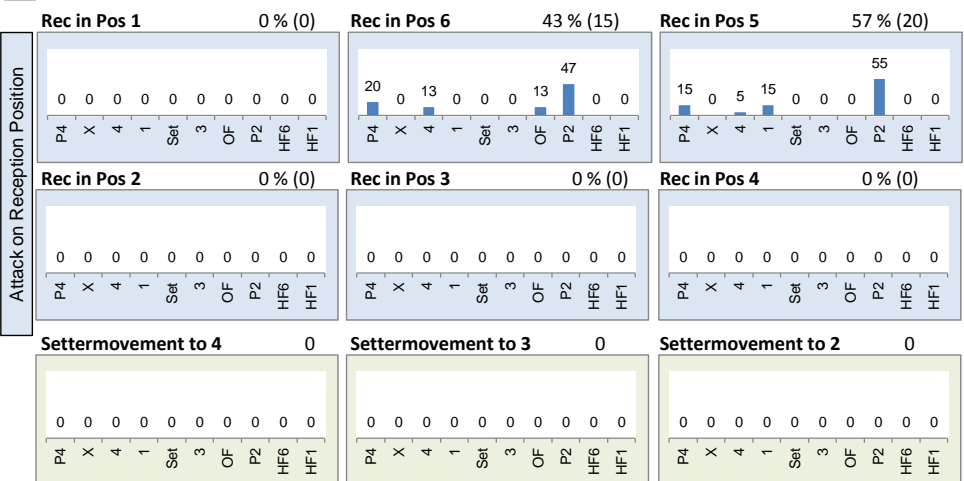 Attack on Reception Position
Rec in Pos 1 0 % (0)
0 0 0 0 0 0 0 0 0 0
P4 X 4 1 Set 3 OF P2 HF6 HF1
Rec in Pos 6 43 % (15)
20 0 13 0 0 0 13 47 0 0
P4 X 4 1 Set 3 OF P2 HF6 HF1
Rec in Pos 5 57 % (20)
15 0 5 15 0 0 0 55 0 0
P4 X 4 1 Set 3 OF P2 HF6 HF1
Rec in Pos 2 0 % (0)
0 0 0 0 0 0 0 0 0 0
P4 X 4 1 Set 3 OF P2 HF6 HF1
Rec in Pos 3 0 % (0)
0 0 0 0 0 0 0 0 0 0
P4 X 4 1 Set 3 OF P2 HF6 HF1
Rec in Pos 4 0 % (0)
0 0 0 0 0 0 0 0 0 0
P4 X 4 1 Set 3 OF P2 HF6 HF1
Settermovement to 4 0
0 0 0 0 0 0 0 0 0 0
P4 X 4 1 Set 3 OF P2 HF6 HF1
Settermovement to 3 0
0 0 0 0 0 0 0 0 0 0
P4 X 4 1 Set 3 OF P2 HF6 HF1
Settermovement to 2 0
0 0 0 0 0 0 0 0 0 0
P4 X 4 1 Set 3 OF P2 HF6 HF1